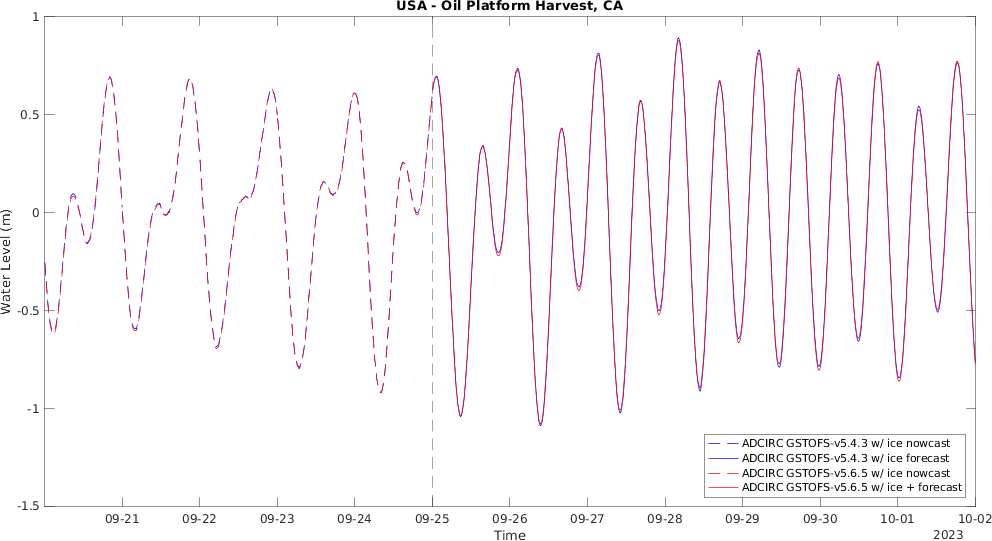 USA - Oil Platform Harvest, CA
1
0.5
0
-0.5
-1
-1.5
Water Level (m)
ADCIRC GSTOFS-v5.4.3 w/ ice nowcast
ADCIRC GSTOFS-v5.4.3 w/ ice forecast
ADCIRC GSTOFS-v5.6.5 w/ ice nowcast
ADCIRC GSTOFS-v5.6.5 w/ ice + forecast
09-21 09-22 09-23 09-24 09-25 09-26 09-27 09-28 09-29 09-30 10-01 10-02
Time 2023